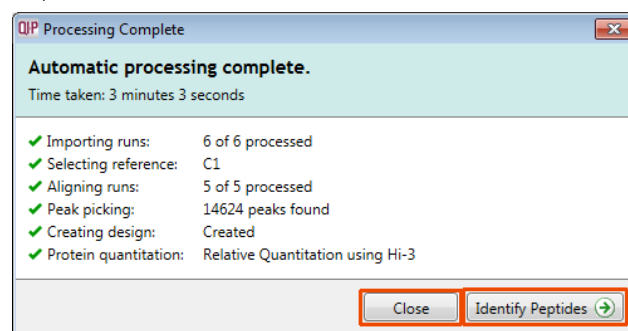 QIP Processing Complete
Automatic processing complete.
Time taken: 3 minutes 3 seconds
Importing runs: 6 of 6 processed
Selecting reference: C1
Aligning runs: 5 of 5 processed
Peak picking: 14624 peaks found
Creating design: Created
Protein quantitation: Relative Quantitation using Hi-3
Close Identify Peptides